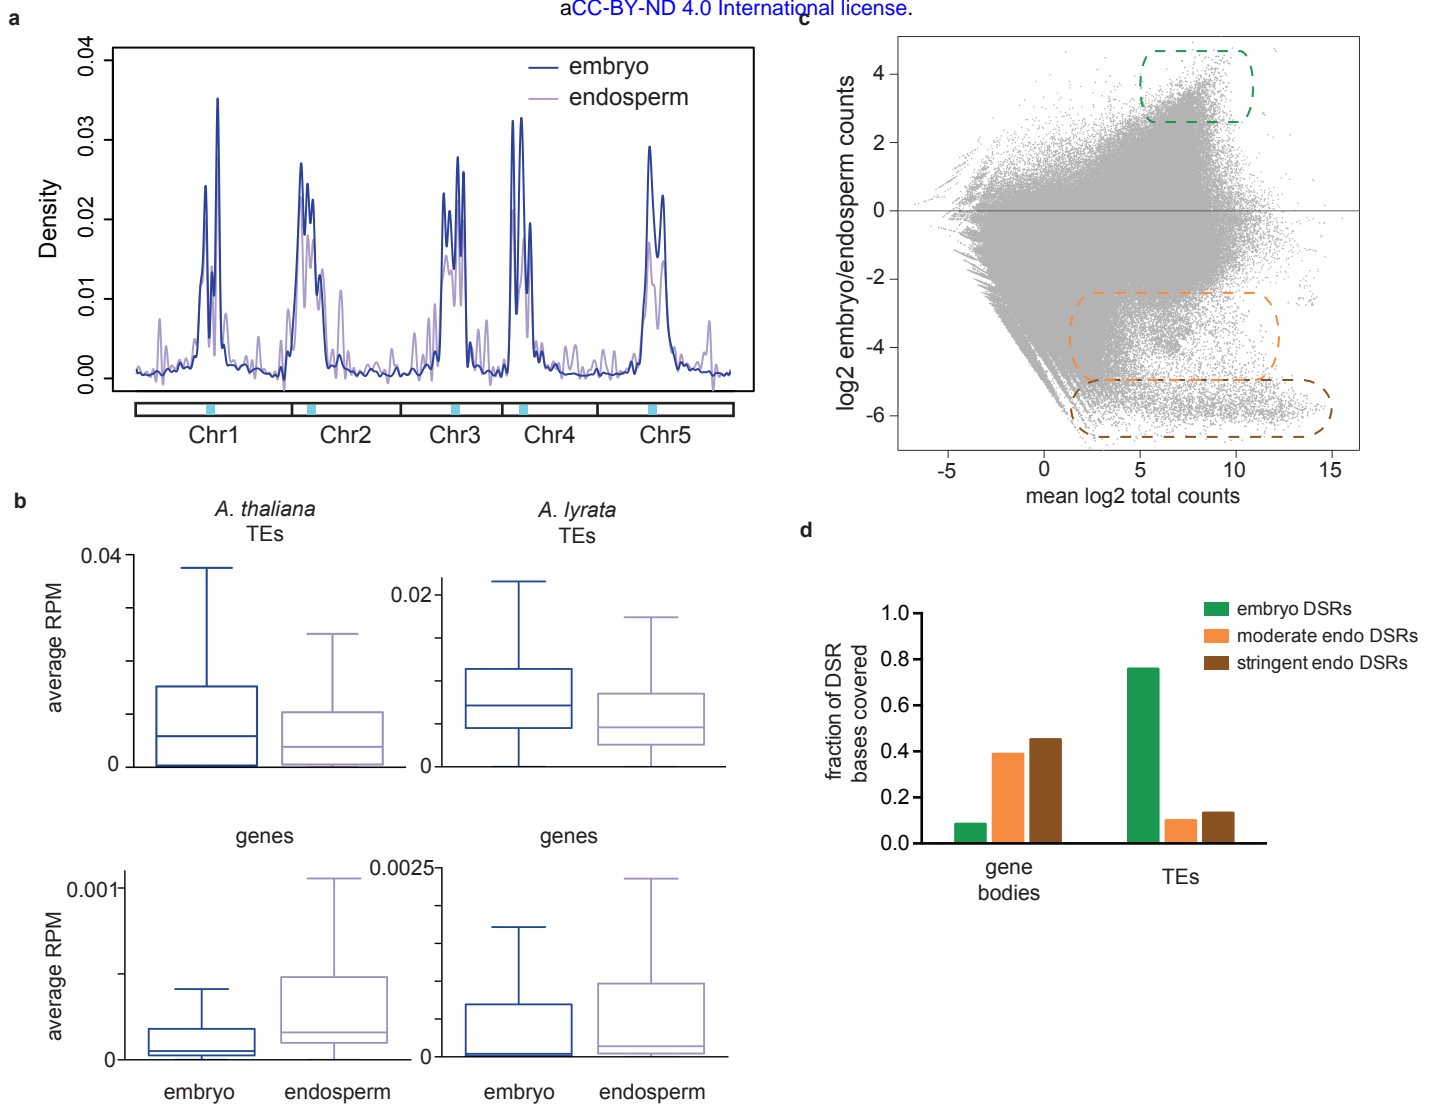 aCC-BY-ND 4.0 International license.
a
0.04
0.03
0.02
0.01
0.00
Density
embryo
endosperm
Chr1
Chr2
Chr3
Chr4
Chr5
b
A. thaliana
TEs
0.04
0
average RPM
A. lyrata
TEs
0.02
0
genes
0.001
0
average RPM
embryo
endosperm
genes
0.0025
0
embryo
endosperm
c
4
2
0
-2
-4
-6
log2 embryo/endosperm counts
-5
0
5
10
15
mean log2 total counts
d
1.0
0.8
0.6
0.4
0.2
0.0
fraction of DSR
bases covered
embryo DSRs
moderate endo DSRs
stringent endo DSRs
gene
bodies
TEs